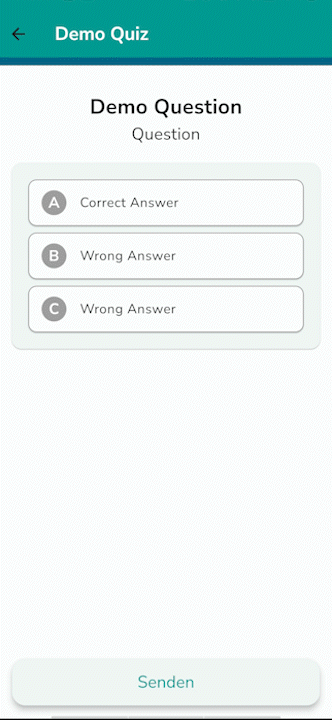 Demo Quiz
Demo Question
Question
A Correct Answer
B Wrong Answer
C Wrong Answer
Senden